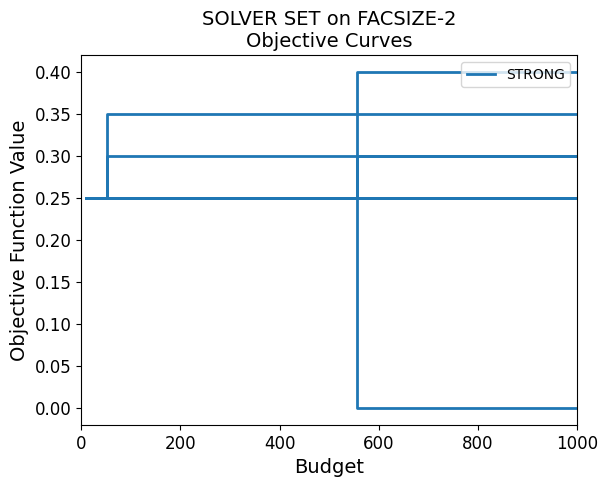 SOLVER SET on FACSIZE-2
Objective Curves
STRONG
Objective Function Value
0.40
0.35
0.30
0.25
0.20
0.15
0.10
0.05
0.00
0 200 400 600 800 1000
Budget